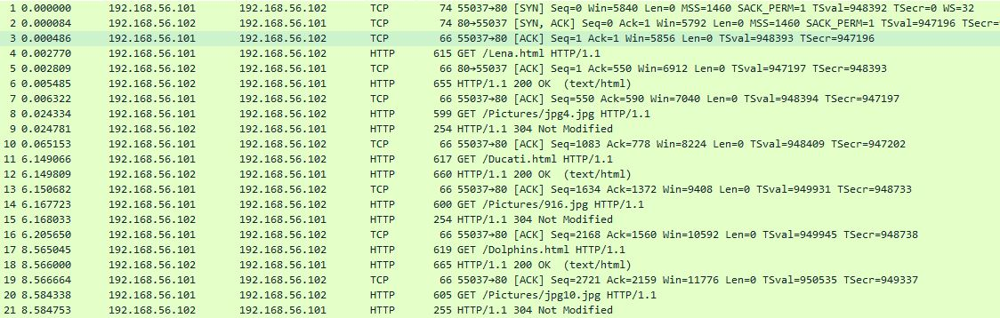 1 0.000000 192.168.56.101 192.168.56.102 TCP 74 55037→80 [SYN] Seq=0 Win=5840 Len=0 MSS=1460 SACK_PERM=1 TSval=948392 TSecr=0 WS=32
2 0.000084 192.168.56.102 192.168.56.101 TCP 74 80→55037 [SYN, ACK] Seq=0 Ack=1 Win=5792 Len=0 MSS=1460 SACK_PERM=1 TSval=947196 TSecr=
3 0.000486 192.168.56.101 192.168.56.102 TCP 66 55037→80 [ACK] Seq=1 Ack=1 Win=5856 Len=0 TSval=948393 TSecr=947196
4 0.002770 192.168.56.101 192.168.56.102 HTTP 615 GET /Lena.html HTTP/1.1
5 0.002809 192.168.56.102 192.168.56.101 TCP 66 80→55037 [ACK] Seq=1 Ack=550 Win=6912 Len=0 TSval=947197 TSecr=948393
6 0.005485 192.168.56.102 192.168.56.101 HTTP 655 HTTP/1.1 200 OK (text/html)
7 0.006322 192.168.56.101 192.168.56.102 TCP 66 55037→80 [ACK] Seq=550 Ack=590 Win=7040 Len=0 TSval=948394 TSecr=947197
8 0.024334 192.168.56.101 192.168.56.102 HTTP 599 GET /Pictures/jpg4.jpg HTTP/1.1
9 0.024781 192.168.56.102 192.168.56.101 HTTP 254 HTTP/1.1 304 Not Modified
10 0.065153 192.168.56.101 192.168.56.102 TCP 66 55037→80 [ACK] Seq=1083 Ack=778 Win=8224 Len=0 TSval=948409 TSecr=947202
11 6.149066 192.168.56.101 192.168.56.102 HTTP 617 GET /Ducati.html HTTP/1.1
12 6.149809 192.168.56.102 192.168.56.101 HTTP 660 HTTP/1.1 200 OK (text/html)
13 6.150682 192.168.56.101 192.168.56.102 TCP 66 55037→80 [ACK] Seq=1634 Ack=1372 Win=9408 Len=0 TSval=949931 TSecr=948733
14 6.167723 192.168.56.101 192.168.56.102 HTTP 600 GET /Pictures/916.jpg HTTP/1.1
15 6.168033 192.168.56.102 192.168.56.101 HTTP 254 HTTP/1.1 304 Not Modified
16 6.205650 192.168.56.101 192.168.56.102 TCP 66 55037→80 [ACK] Seq=2168 Ack=1560 Win=10592 Len=0 TSval=949945 TSecr=948738
17 8.565045 192.168.56.101 192.168.56.102 HTTP 619 GET /Dolphins.html HTTP/1.1
18 8.566000 192.168.56.102 192.168.56.101 HTTP 665 HTTP/1.1 200 OK (text/html)
19 8.566664 192.168.56.101 192.168.56.102 TCP 66 55037→80 [ACK] Seq=2721 Ack=2159 Win=11776 Len=0 TSval=950535 TSecr=949337
20 8.584338 192.168.56.101 192.168.56.102 HTTP 605 GET /Pictures/jpg10.jpg HTTP/1.1
21 8.584753 192.168.56.102 192.168.56.101 HTTP 255 HTTP/1.1 304 Not Modified